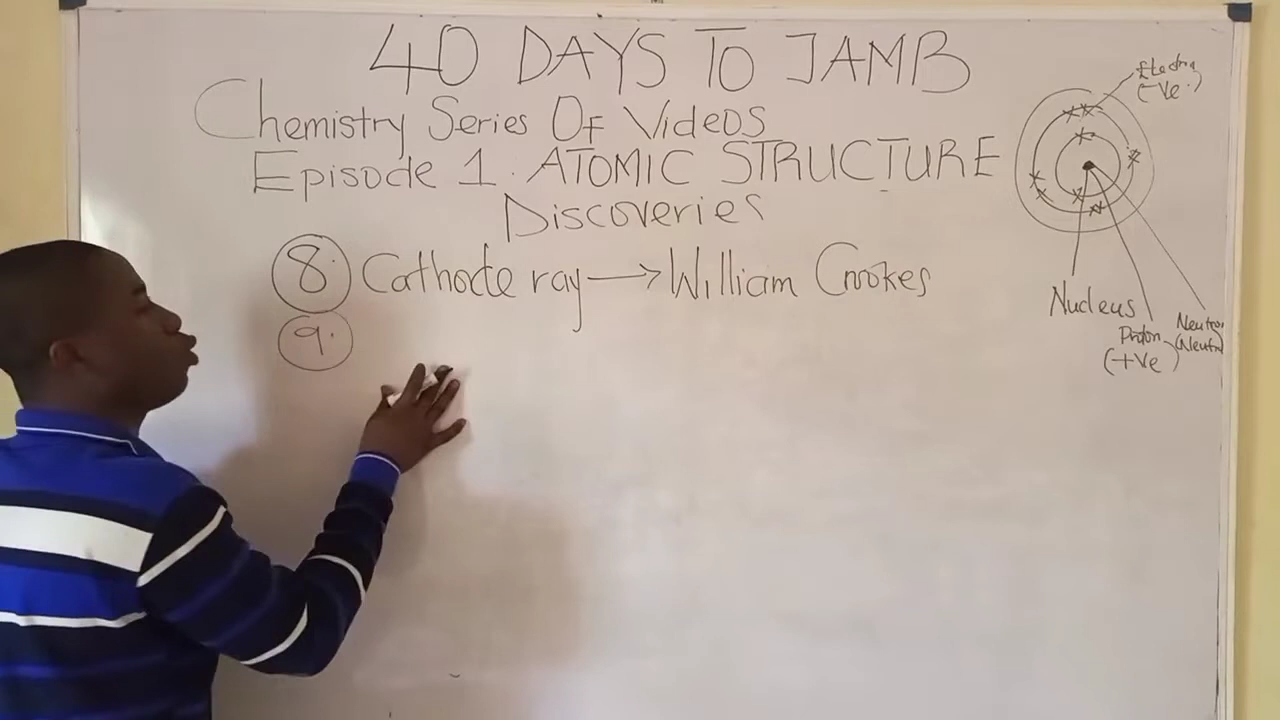 40 DAYS TO JAMB
Chemistry Series Of Videos
Episode 1. ATOMIC STRUCTURE
Discoveries
8. Cathode ray → William Crookes
9.
(-Ve.)
Nucleus
Proton
(+Ve)
Neutron
(Neutral